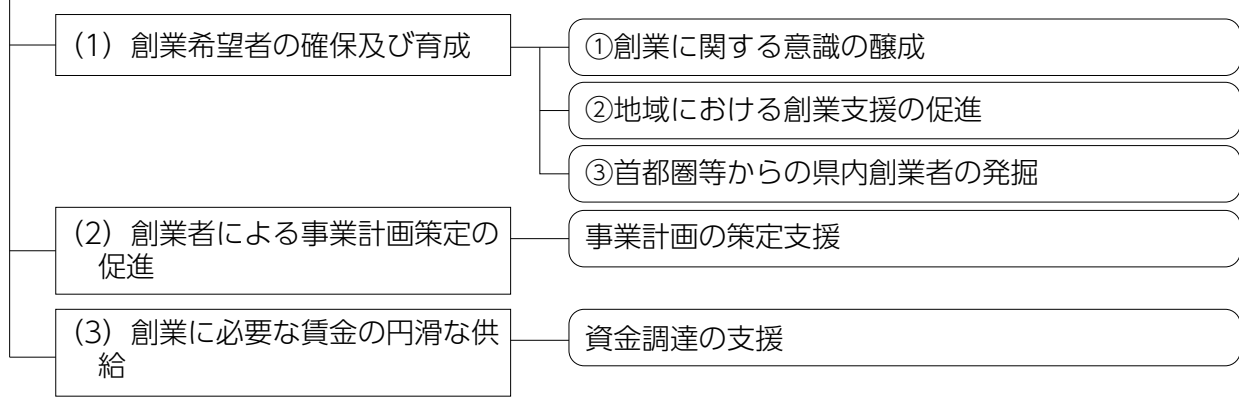 (1) 創業希望者の確保及び育成
①創業に関する意識の醸成
②地域における創業支援の促進
③首都圏等からの県内創業者の発掘
(2) 創業者による事業計画策定の
促進
事業計画の策定支援
(3) 創業に必要な賃金の円滑な供
給
資金調達の支援